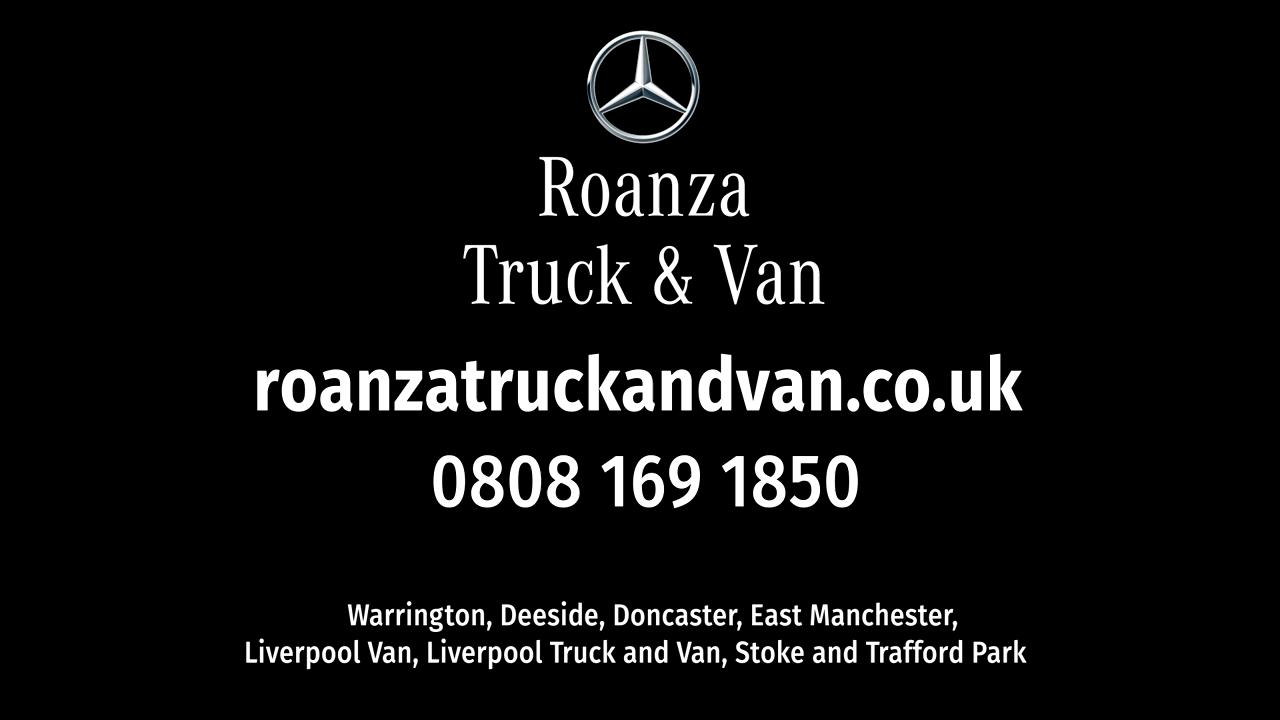 Roanza
Truck & Van
roanzatruckandvan.co.uk
0808 169 1850
Warrington, Deeside, Doncaster, East Manchester,
Liverpool Van, Liverpool Truck and Van, Stoke and Trafford Park